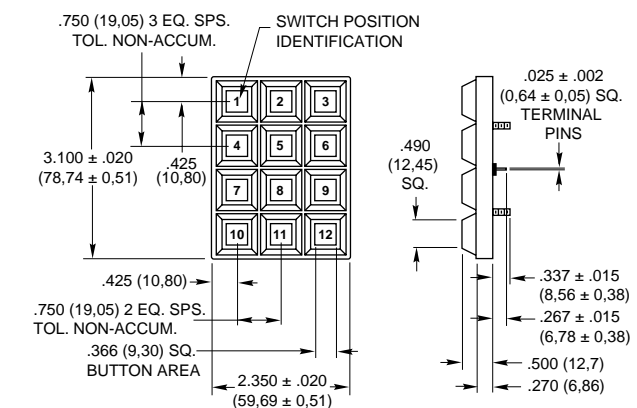 .750 (19,05) 3 EQ. SPS.
TOL. NON-ACCUM.
SWITCH POSITION
IDENTIFICATION
1 2 3
4 5 6
7 8 9
10 11 12
3.100 ± .020
(78,74 ± 0,51)
.425
(10,80)
.425 (10,80)
.750 (19,05) 2 EQ. SPS.
TOL. NON-ACCUM.
.366 (9,30) SQ.
BUTTON AREA
2.350 ± .020
(59,69 ± 0,51)
.025 ± .002
(0,64 ± 0,05) SQ.
TERMINAL
PINS
.490
(12,45)
SQ.
.337 ± .015
(8,56 ± 0,38)
.267 ± .015
(6,78 ± 0,38)
.500 (12,7)
.270 (6,86)